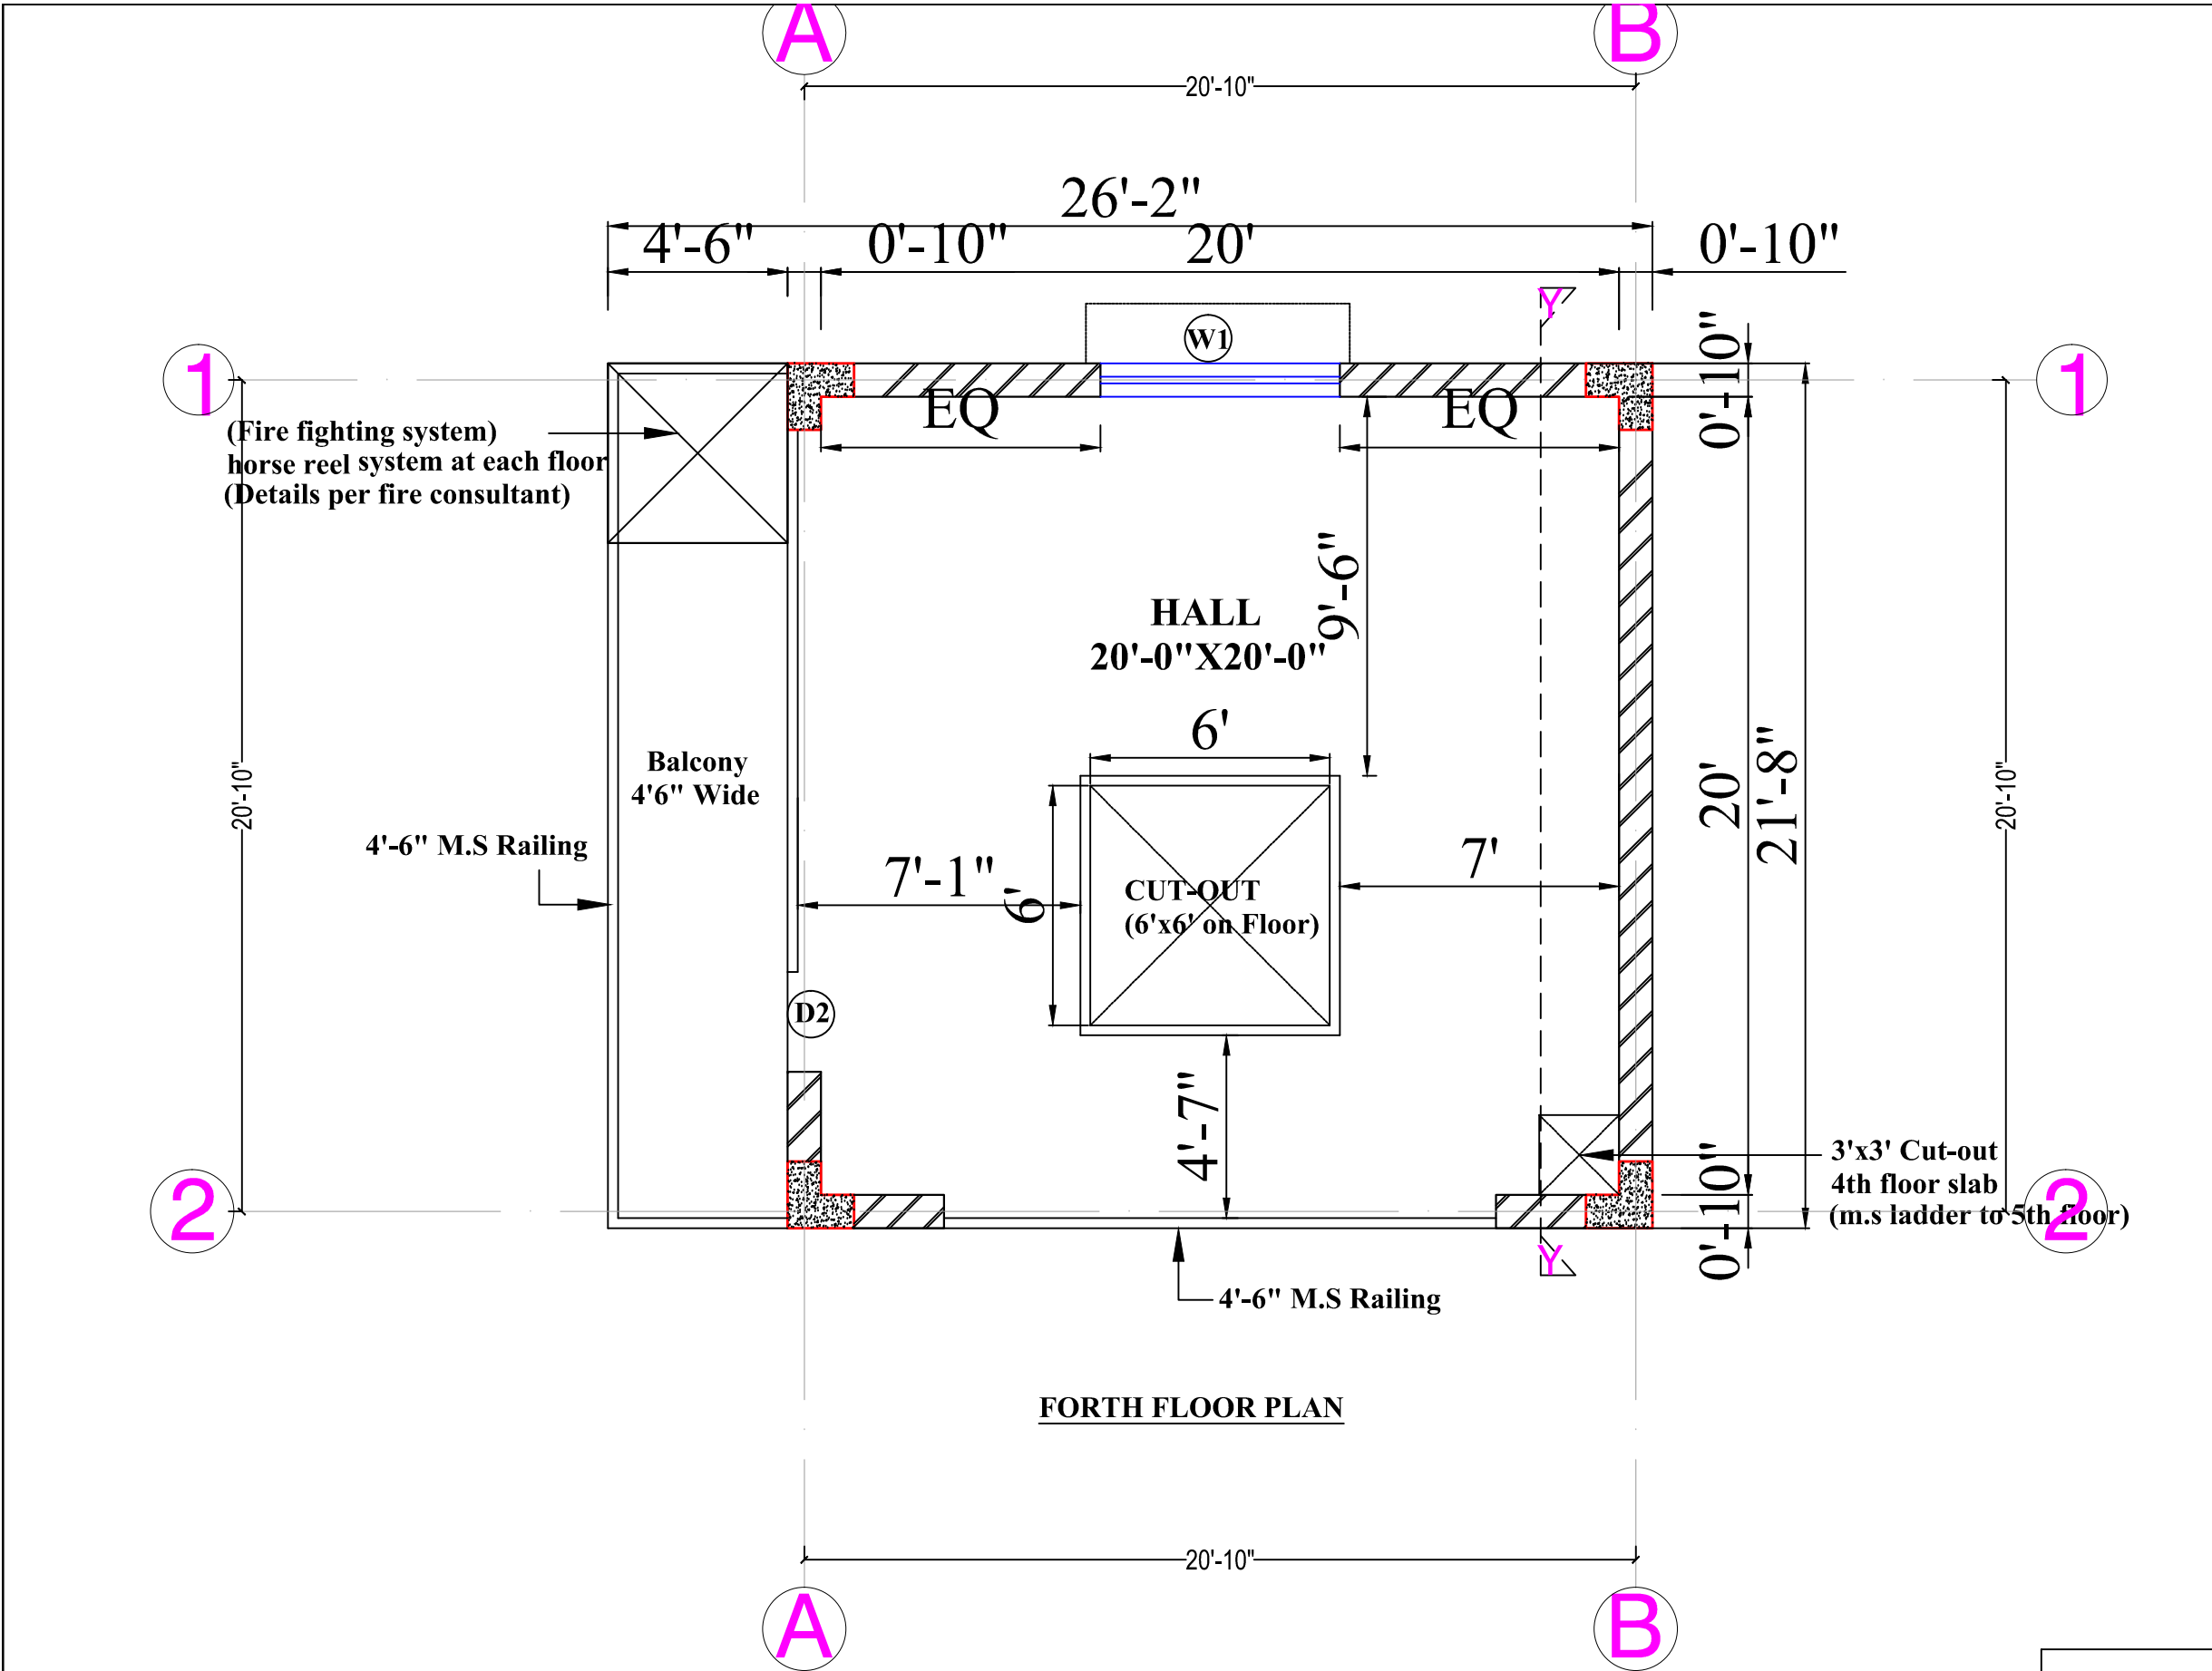 A
B
20'-10"
26'-2"
4'-6"
0'-10"
20'
0'-10"
Y
W1
0'-10"
1
1
EQ
EQ
(Fire fighting system)
horse reel system at each floor
(Details per fire consultant)
9'-6"
HALL
20'-0"X20'-0"
6'
Balcony
4'6" Wide
20'-10"
20'
21'-8"
20'-10"
4'-6" M.S Railing
7'-1"
6'
7'
CUT-OUT
(6'x6' on Floor)
D2
4'-7"
3'x3' Cut-out
4th floor slab
(m.s ladder to 5th floor)
2
2
0'-10"
Y
4'-6" M.S Railing
FORTH FLOOR PLAN
20'-10"
A
B